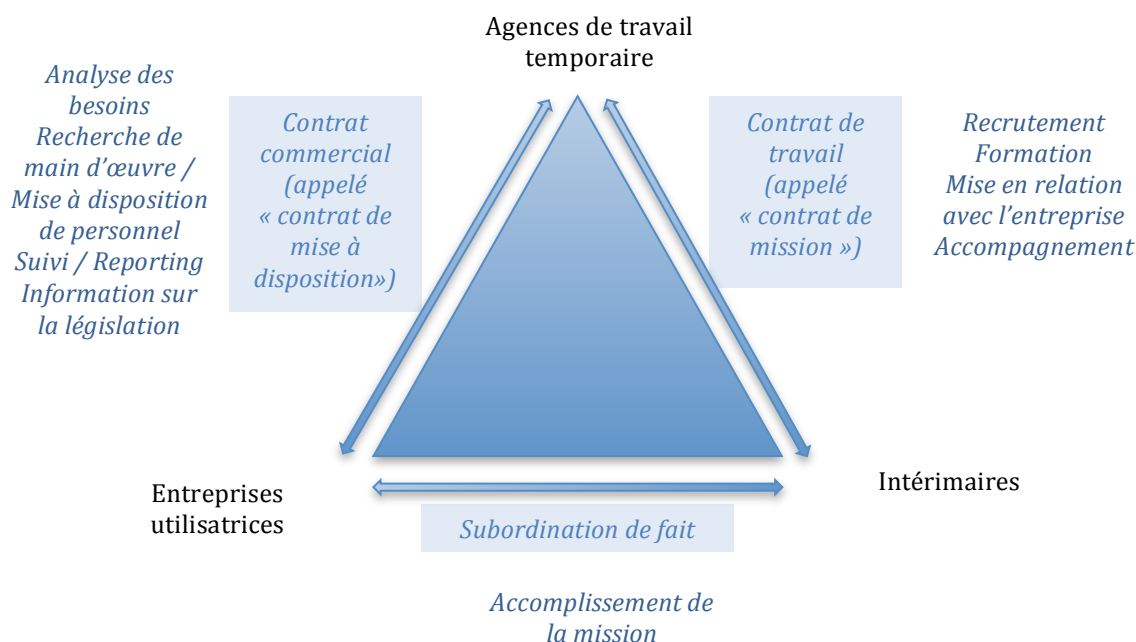 Agences de travail
temporaire
Analyse des
besoins
Recherche de
main d’œuvre /
Mise à disposition
de personnel
Suivi / Reporting
Information sur
la législation
Contrat
commercial
(appelé
« contrat de
mise à
disposition»)
Contrat de
travail
(appelé
« contrat de
mission »)
Recrutement
Formation
Mise en relation
avec l’entreprise
Accompagnement
Entreprises
utilisatrices
Intérimaires
Subordination de fait
Accomplissement de
la mission